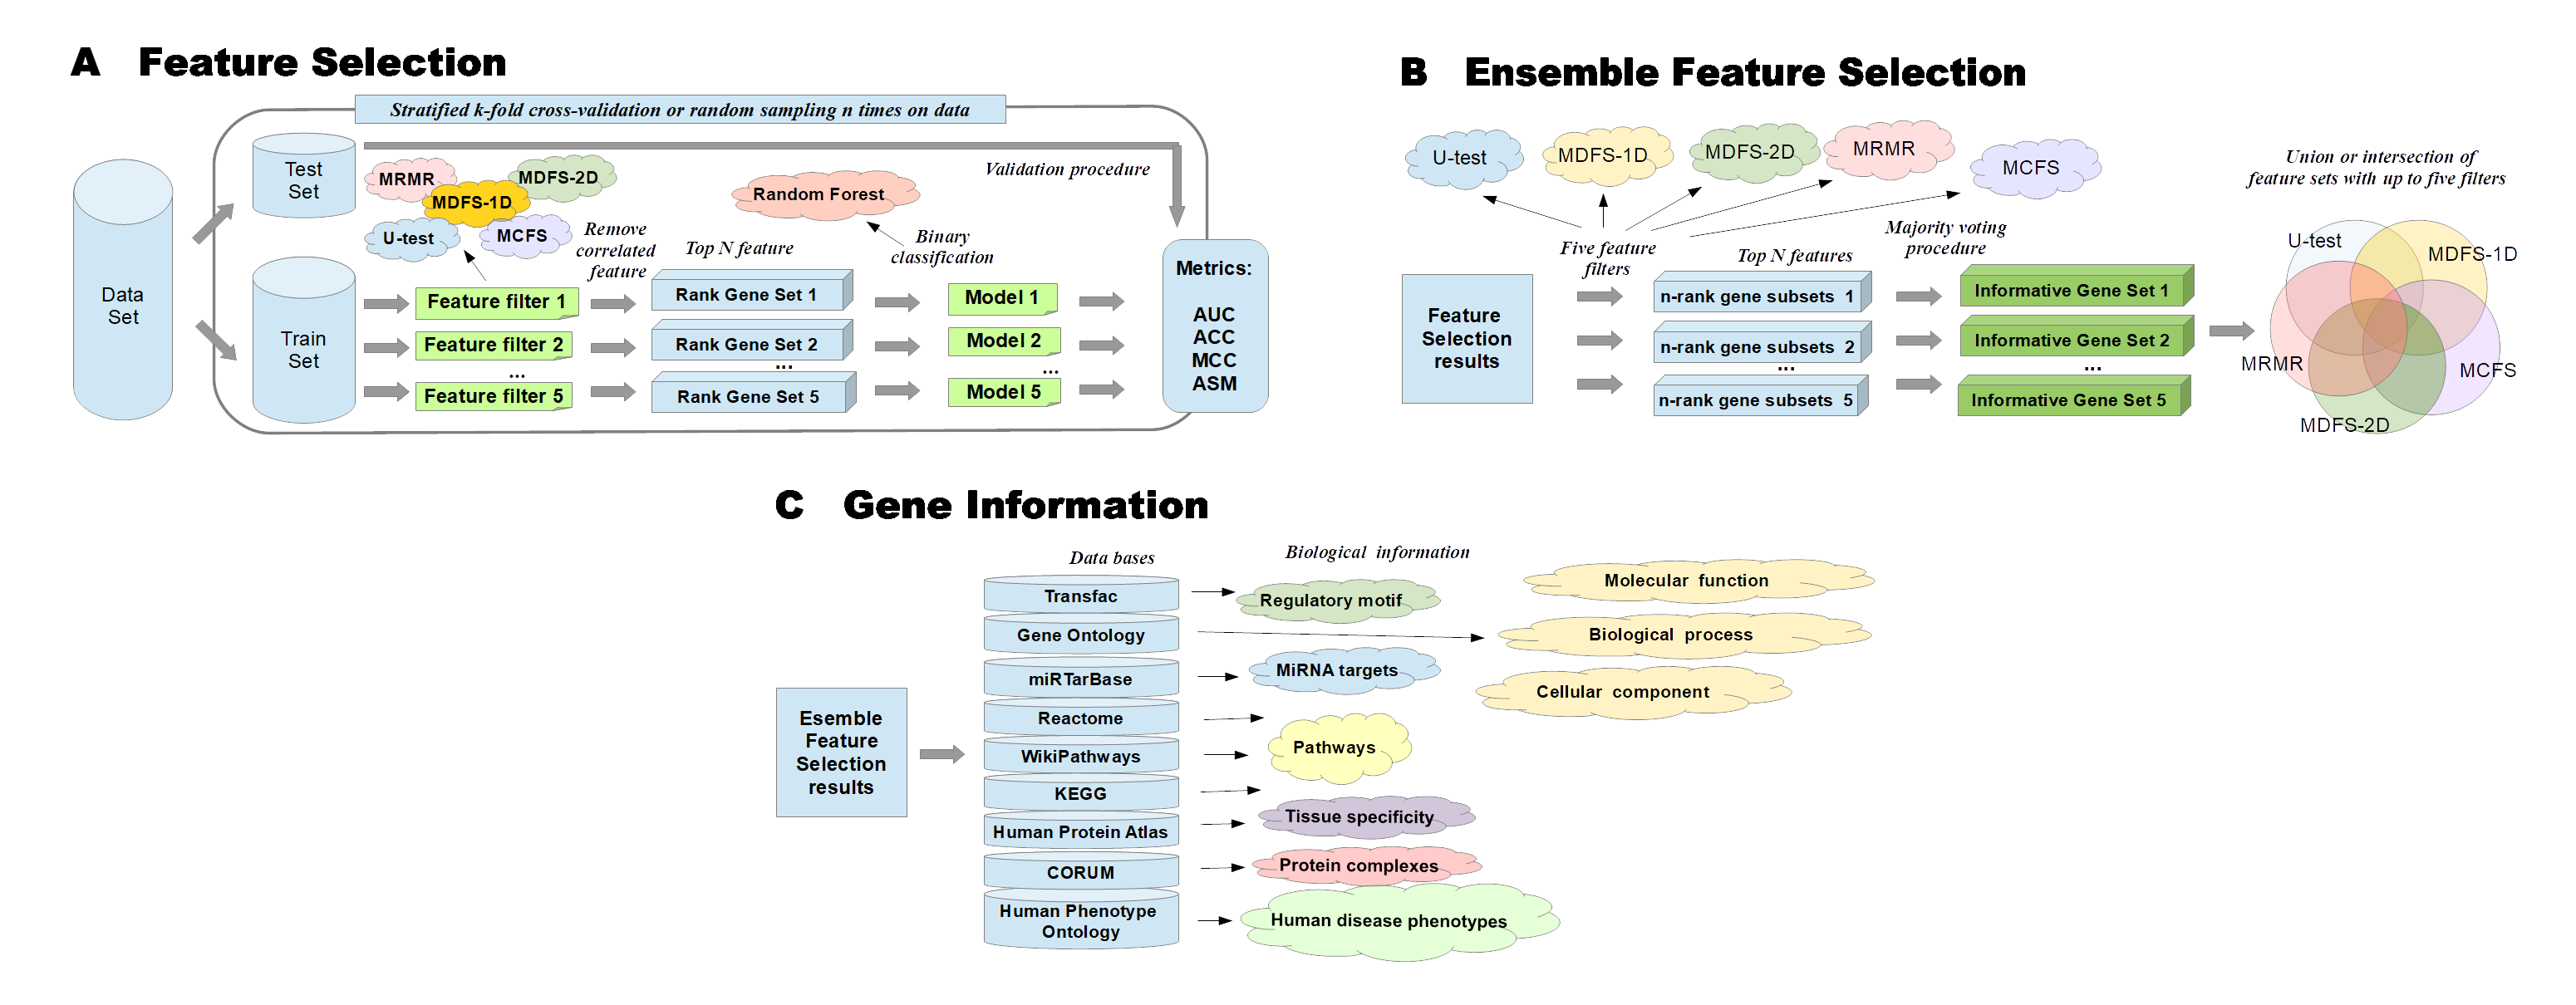 A Feature Selection
Stratified k-fold cross-validation or random sampling n times on data
Data
Set
Test
Set
Train
Set
MRMR
MDFS-2D
MDFS-1D
U-test
MCFS
Remove
correlated
feature
Top N feature
Random Forest
Binary
classification
Validation procedure
Feature filter 1
Feature filter 2
...
Feature filter 5
Rank Gene Set 1
Rank Gene Set 2
...
Rank Gene Set 5
Model 1
Model 2
...
Model 5
Metrics:
AUC
ACC
MCC
ASM
B Ensemble Feature Selection
U-test
MDFS-1D
MDFS-2D
MRMR
MCFS
Five feature
filters
Top N features
Majority voting
procedure
Union or intersection of
feature sets with up to five filters
Feature
Selection
results
n-rank gene subsets 1
n-rank gene subsets 2
...
n-rank gene subsets 5
Informative Gene Set 1
Informative Gene Set 2
...
Informative Gene Set 5
U-test
MDFS-1D
MRMR
MCFS
MDFS-2D
C Gene Information
Data bases
Biological information
Esemble
Feature
Selection
results
Transfac
Gene Ontology
miRTarBase
Reactome
WikiPathways
KEGG
Human Protein Atlas
CORUM
Human Phenotype
Ontology
Regulatory motif
MiRNA targets
Pathways
Tissue specificity
Protein complexes
Human disease phenotypes
Molecular function
Biological process
Cellular component